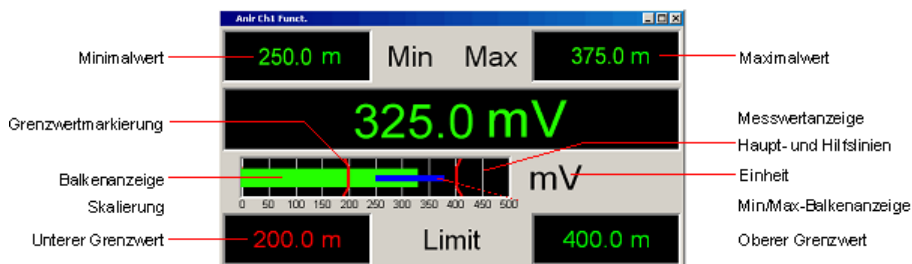 Anlr Ch1 Funct.
Minimalwert
250.0 m
Min
Max
375.0 m
Maximalwert
Grenzwertmarkierung
325.0 mV
Messwertanzeige
Haupt- und Hilfslinien
Balkenanzeige
mV
Einheit
Skalierung
0 50 100 150 200 250 300 350 400 450 500
Min/Max-Balkenanzeige
Unterer Grenzwert
200.0 m
Limit
400.0 m
Oberer Grenzwert